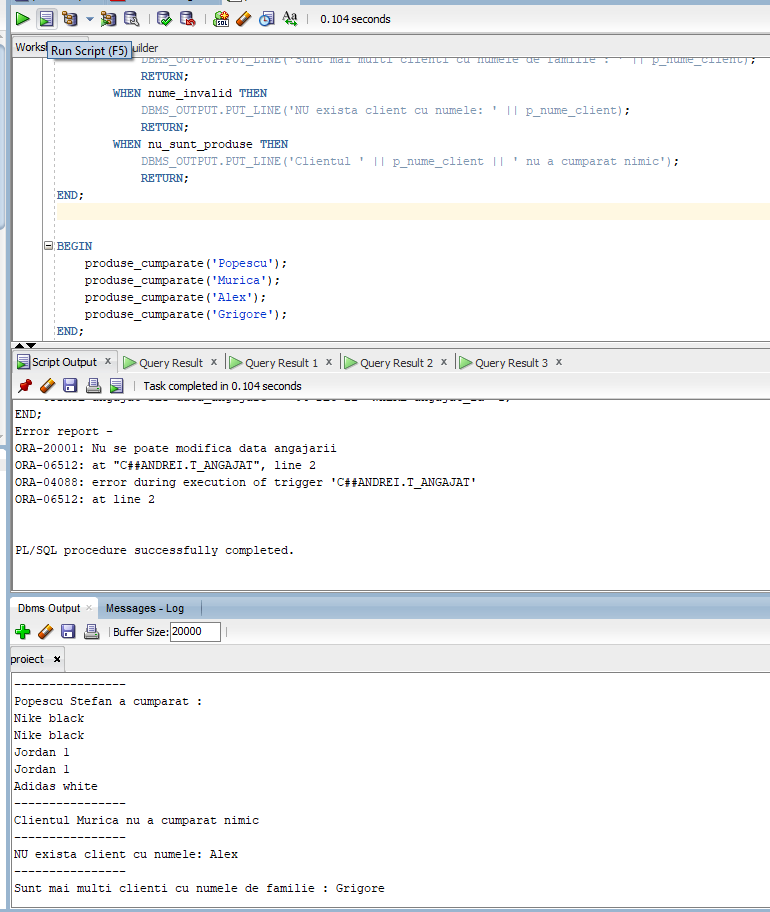 0.104 seconds
Works
Run Script (F5)
uilder
DBMS_OUTPUT.PUT_LINE('Sunt mai multi clienti cu numele de familie : ' || p_nume_client);
RETURN;
WHEN nume_invalid THEN
DBMS_OUTPUT.PUT_LINE('NU exista client cu numele: ' || p_nume_client);
RETURN;
WHEN nu_sunt_produse THEN
DBMS_OUTPUT.PUT_LINE('Clientul ' || p_nume_client || ' nu a cumparat nimic');
RETURN;
END;
BEGIN
produse_cumparate('Popescu');
produse_cumparate('Murica');
produse_cumparate('Alex');
produse_cumparate('Grigore');
END;
Script Output x Query Result x Query Result 1 x Query Result 2 x Query Result 3 x
Task completed in 0.104 seconds
END;
Error report -
ORA-20001: Nu se poate modifica data angajarii
ORA-06512: at "C##ANDREI.T_ANGAJAT", line 2
ORA-04088: error during execution of trigger 'C##ANDREI.T_ANGAJAT'
ORA-06512: at line 2
PL/SQL procedure successfully completed.
Dbms Output x Messages - Log
Buffer Size: 20000
proiect x
----------------
Popescu Stefan a cumparat :
Nike black
Nike black
Jordan 1
Jordan 1
Adidas white
----------------
Clientul Murica nu a cumparat nimic
----------------
NU exista client cu numele: Alex
----------------
Sunt mai multi clienti cu numele de familie : Grigore